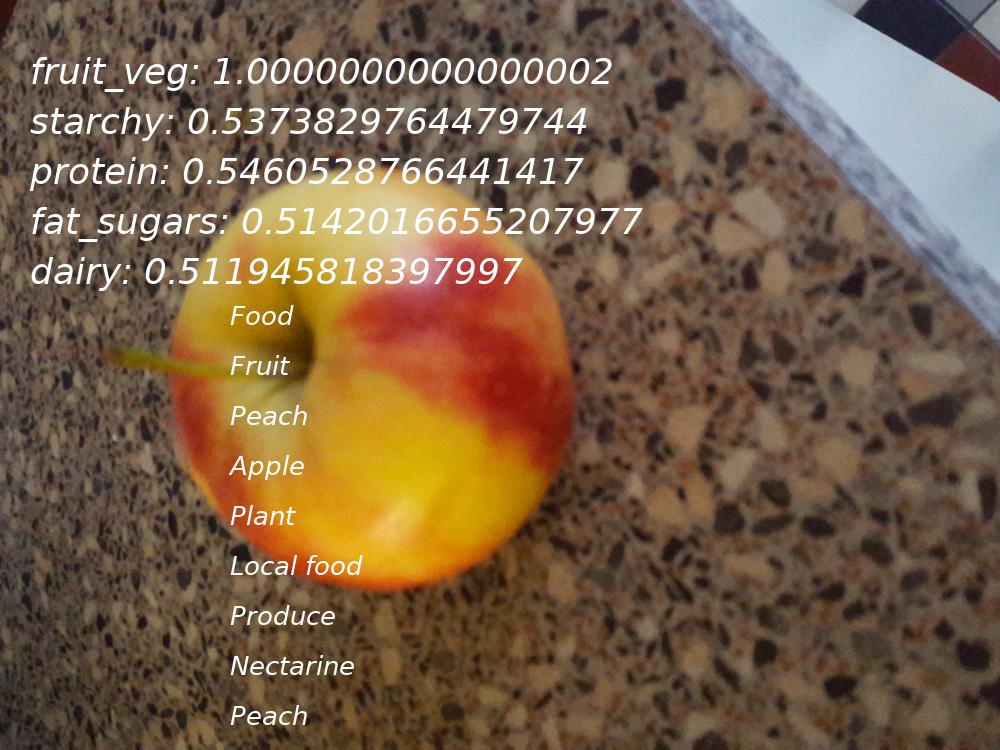 fruit_veg: 1.0000000000000002
starchy: 0.5373829764479744
protein: 0.5460528766441417
fat_sugars: 0.5142016655207977
dairy: 0.511945818397997
Food
Fruit
Peach
Apple
Plant
Local food
Produce
Nectarine
Peach